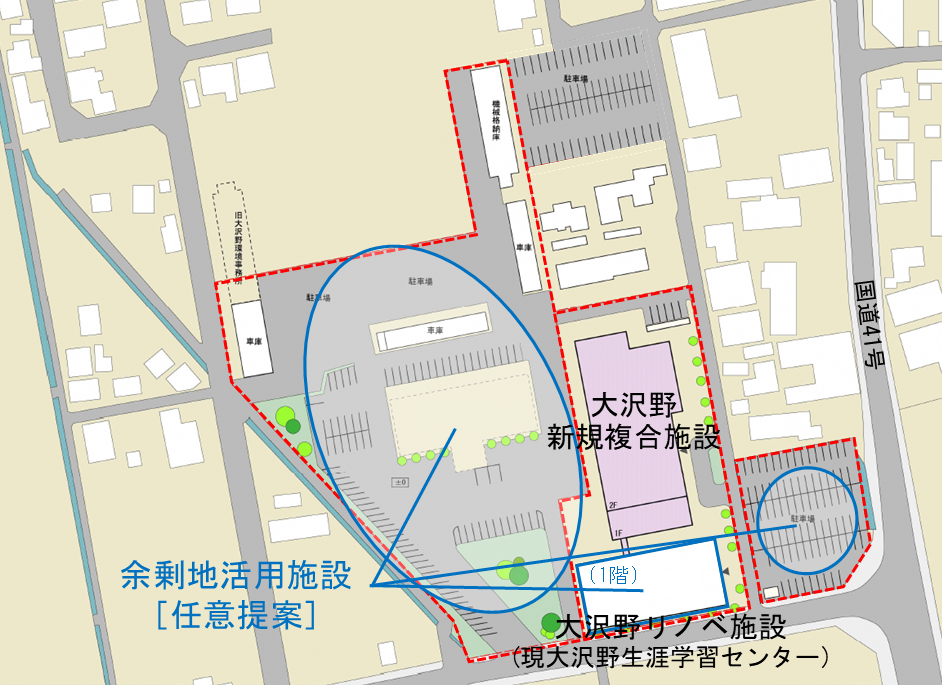 駐車場
機械格納庫
旧大沢野環境事務所
車庫
駐車場
駐車場
車庫
車庫
国道41号
大沢野
新規複合施設
±0
2F
1F
駐車場
余剰地活用施設
[任意提案]
(1階)
大沢野リノベ施設
(現大沢野生涯学習センター)